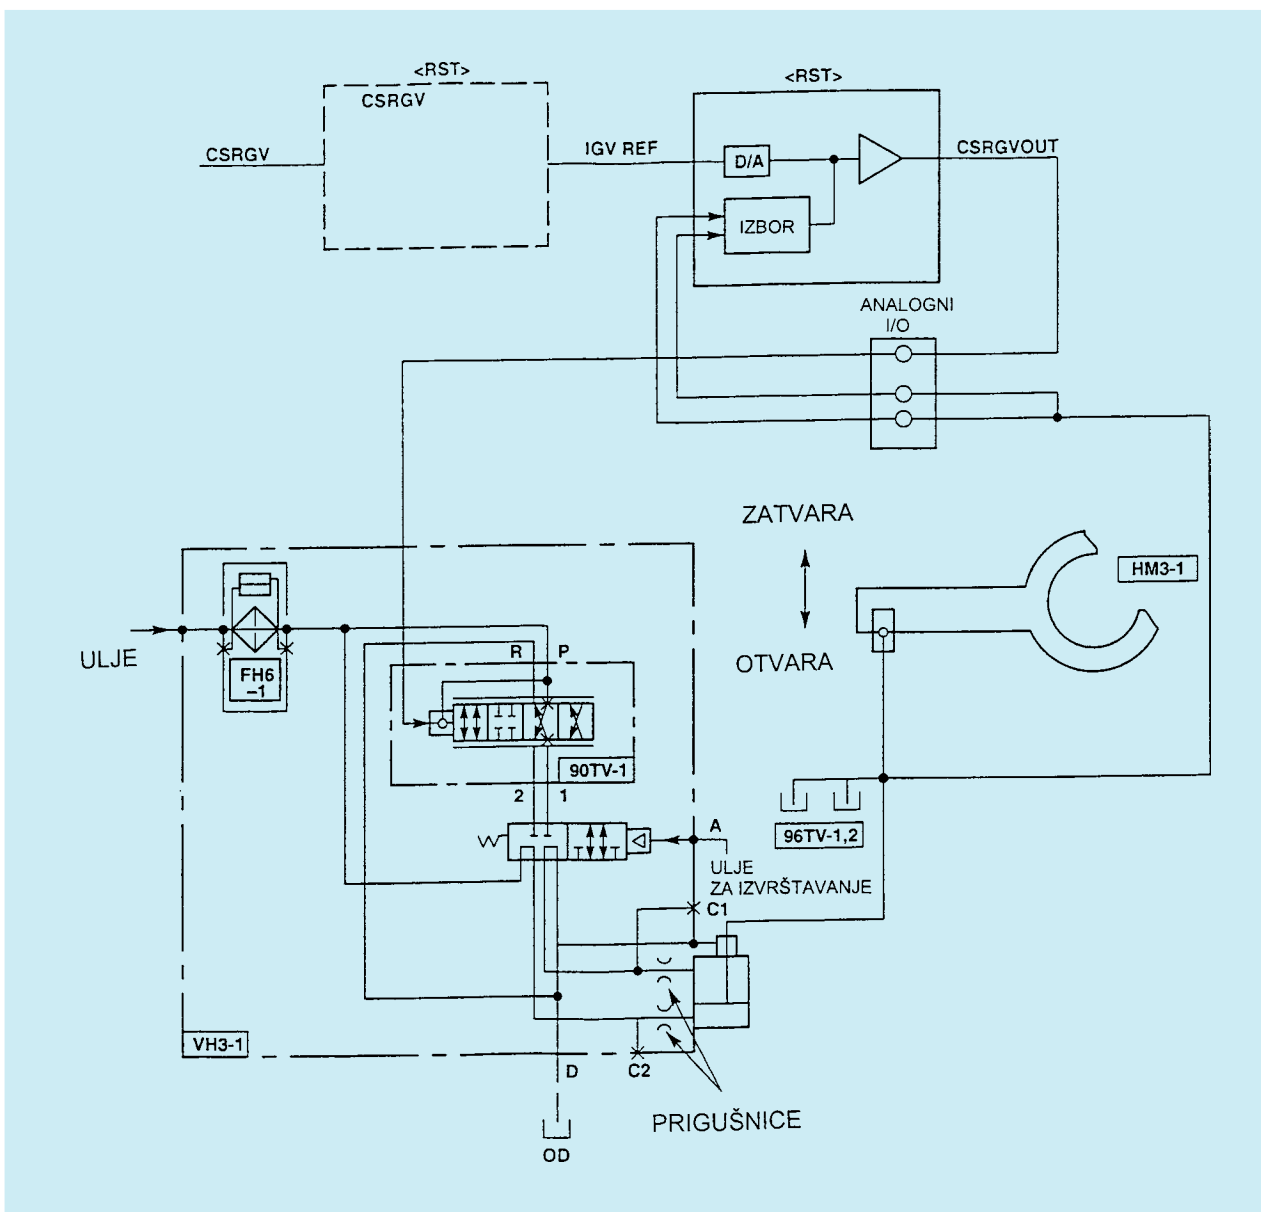 <RST>
CSRGV
CSRGV
IGV REF
<RST>
D/A
IZBOR
CSRGVOUT
ANALOGNI
I/O
ZATVARA
OTVARA
HM3-1
ULJE
FH6
–1
R
P
90TV-1
2
1
A
ULJE
ZA IZVRŠTAVANJE
96TV-1,2
C1
VH3-1
D
C2
PRIGUŠNICE
OD